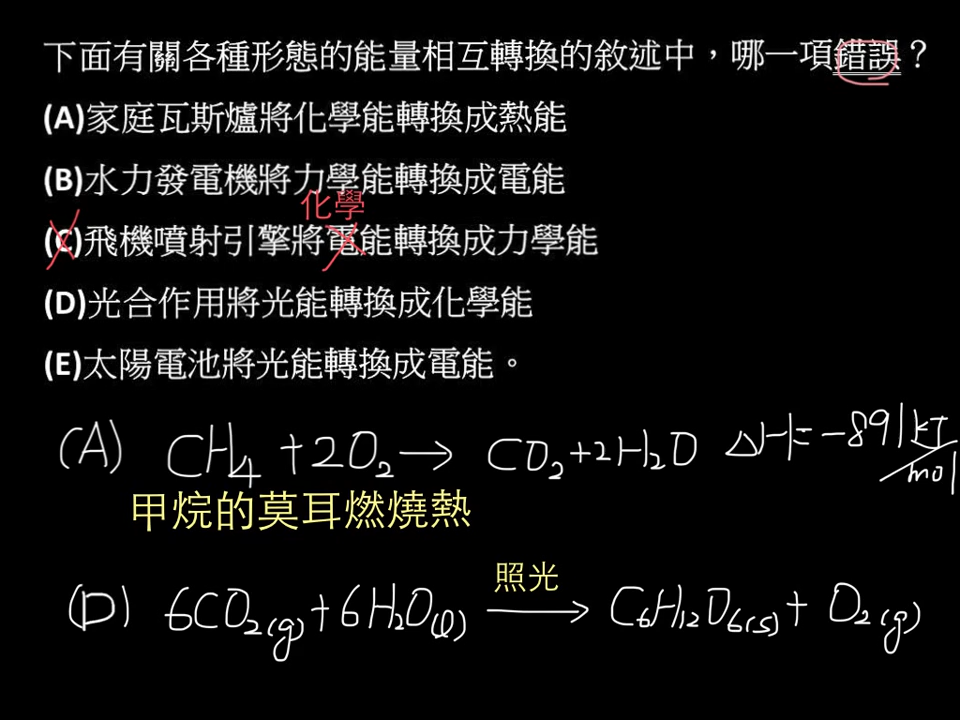 下面有關各種形態的能量相互轉換的敘述中，哪一項錯誤？
(A)家庭瓦斯爐將化學能轉換成熱能
(B)水力發電機將力學能轉換成電能
化學
(C)飛機噴射引擎將電能轉換成力學能
(D)光合作用將光能轉換成化學能
(E)太陽電池將光能轉換成電能。
(A) CH₄ + 2O₂ → CO₂ + 2H₂O ΔH = -891 kJ/mol
甲烷的莫耳燃燒熱
照光
(D) 6CO₂(g) + 6H₂O(l) → C₆H₁₂O₆(s) + O₂(g)